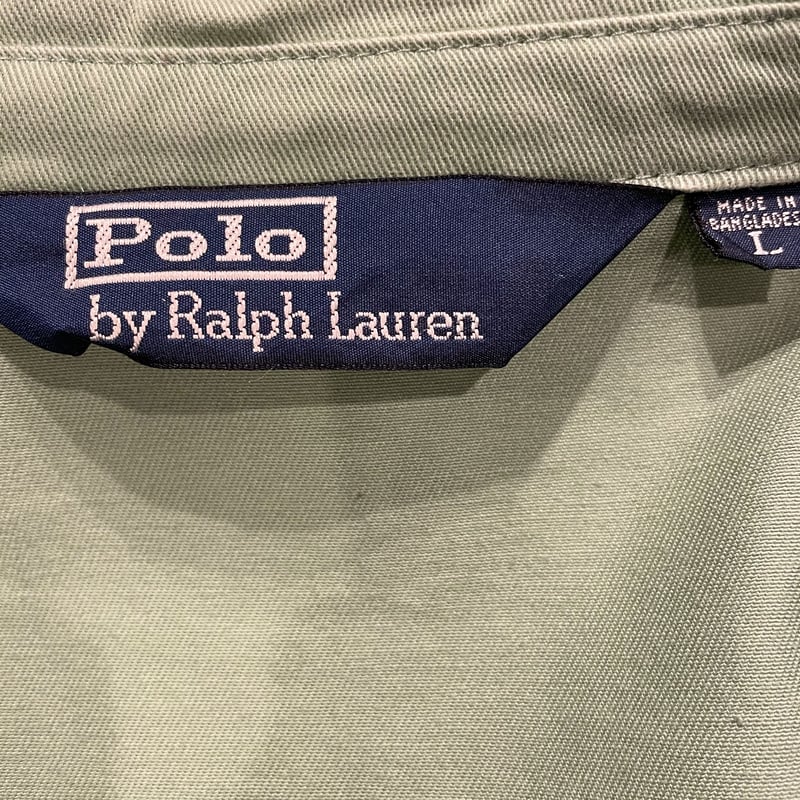 Polo
by Ralph Lauren
MADE IN
BANGLADES
L